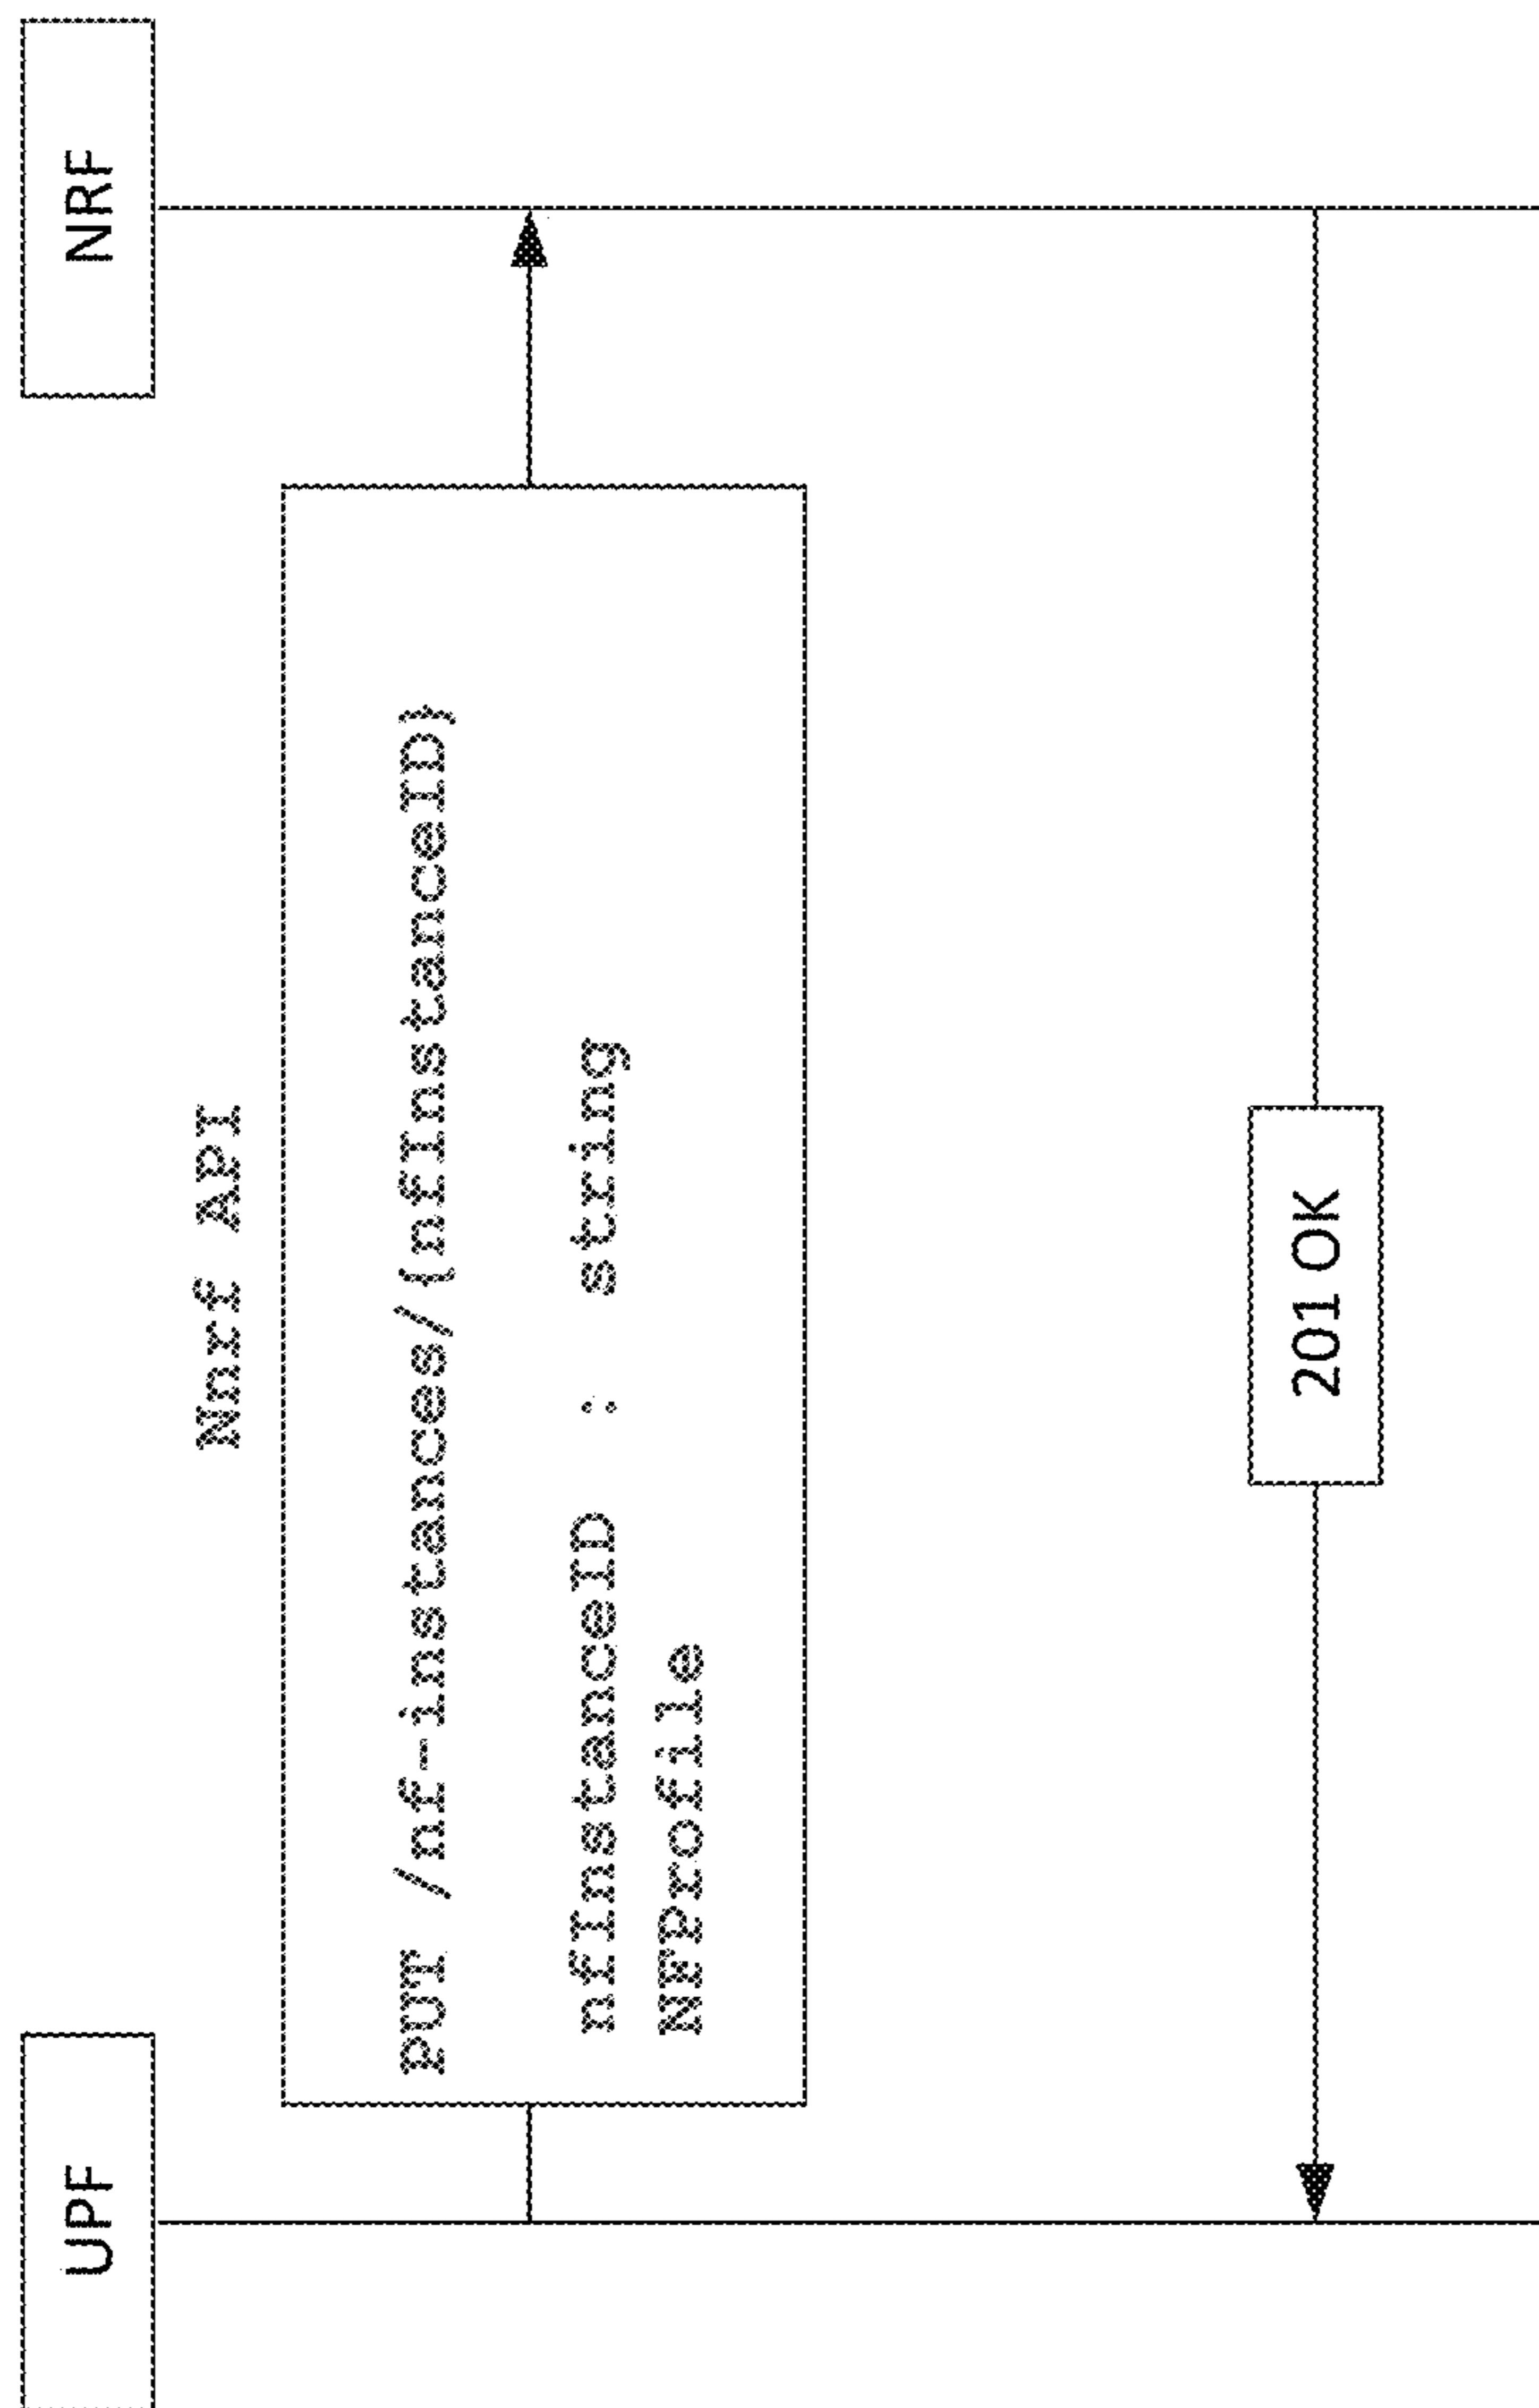 UPF
NRF
Nnrf API
PUT /nf-instances/{nfInstanceID}
nfInstanceID : string
NFProfile
201 OK